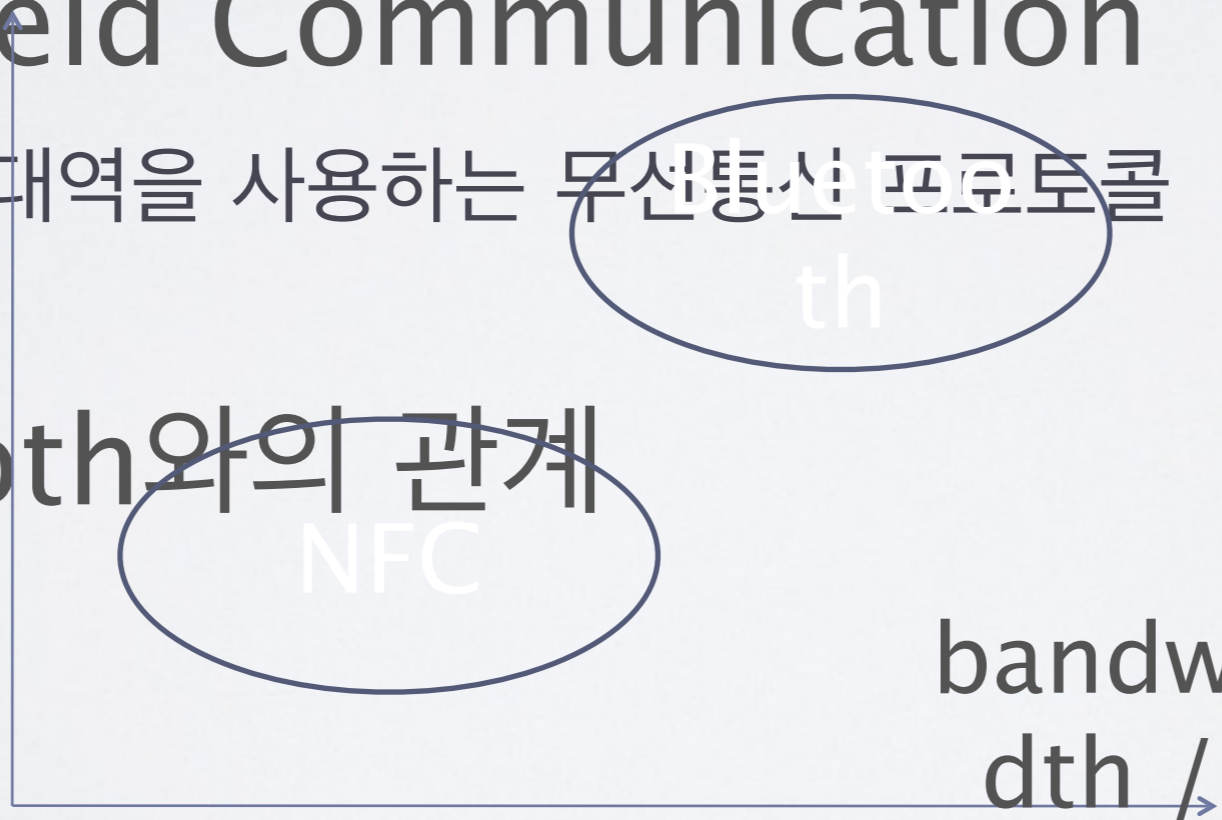 eld Communication
대역을 사용하는 무선통신 프로토콜
Bluetoo
th
oth와의 관계
NFC
bandw
dth /